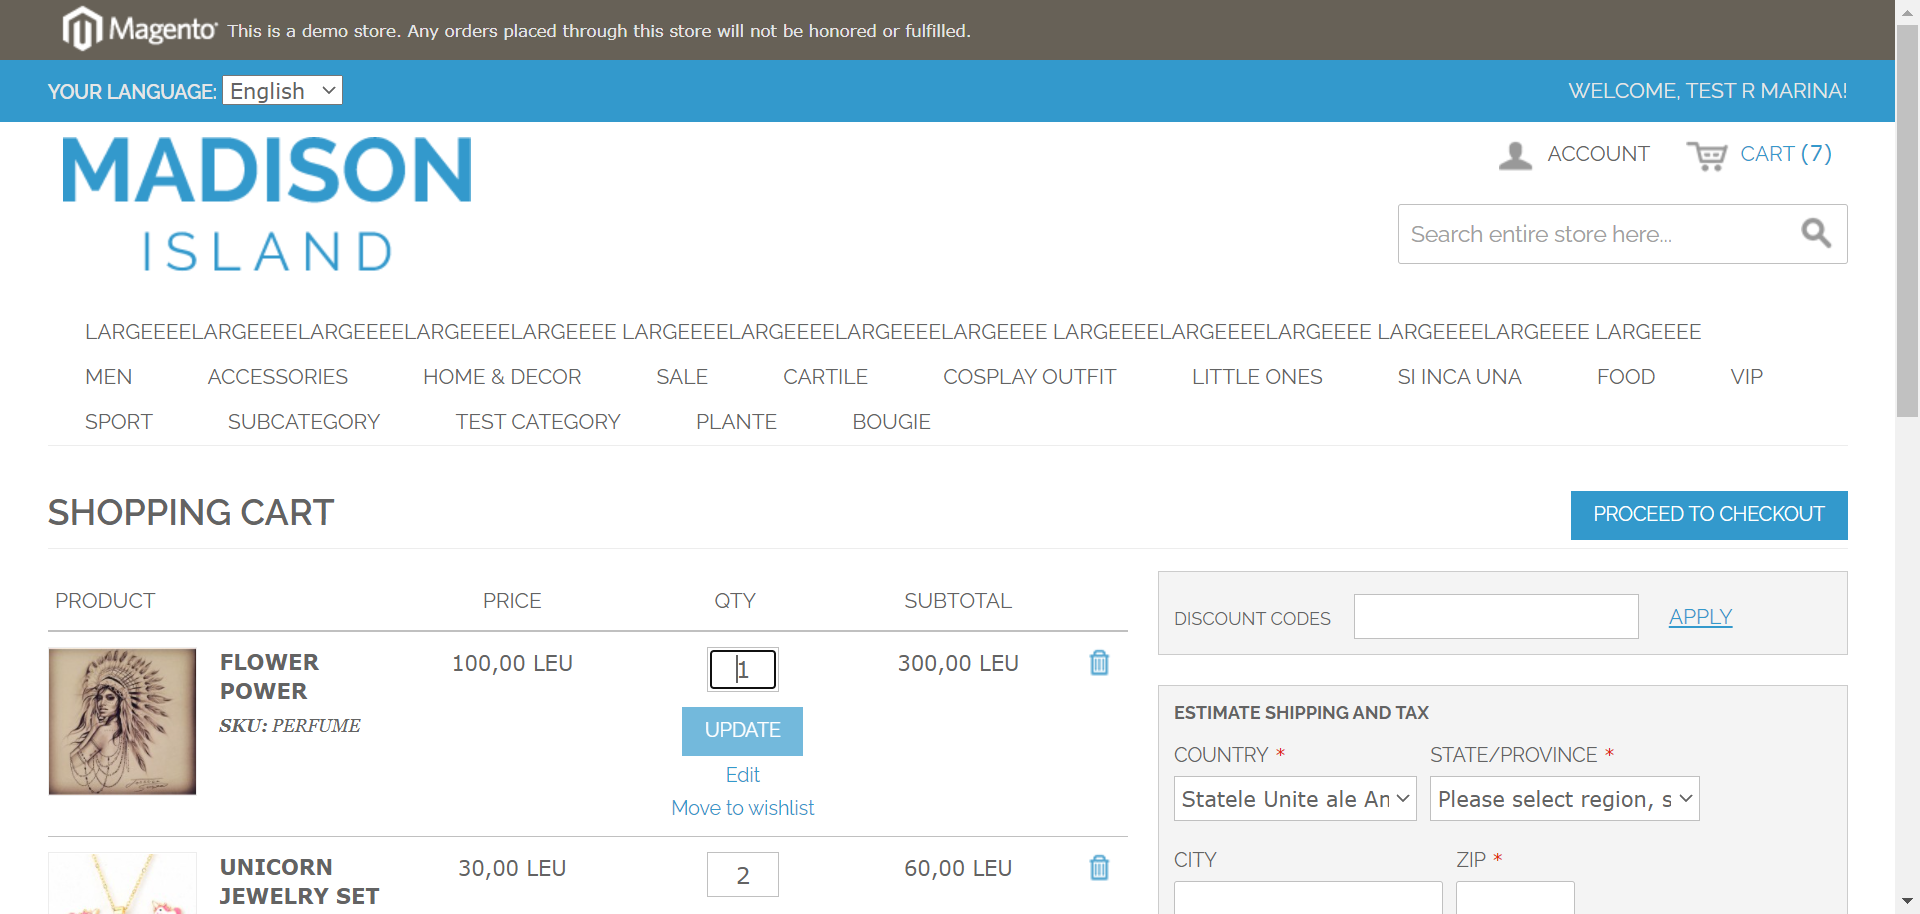 Magento® This is a demo store. Any orders placed through this store will not be honored or fulfilled.
YOUR LANGUAGE: English
WELCOME, TEST R MARINA!
MADISON
ISLAND
ACCOUNT CART (7)
Search entire store here...
LARGEEEELARGEEEELARGEEEELARGEEEELARGEEEE LARGEEEELARGEEEELARGEEEELARGEEEE LARGEEEELARGEEEELARGEEEE LARGEEEELARGEEEE LARGEEEE
MEN ACCESSORIES HOME & DECOR SALE CARTILE COSPLAY OUTFIT LITTLE ONES SI INCA UNA FOOD VIP
SPORT SUBCATEGORY TEST CATEGORY PLANTE BOUGIE
SHOPPING CART
PROCEED TO CHECKOUT
PRODUCT PRICE QTY SUBTOTAL
FLOWER POWER
100,00 LEU 1 300,00 LEU
SKU: PERFUME
UPDATE
Edit
Move to wishlist
UNICORN
JEWELRY SET
30,00 LEU 2 60,00 LEU
DISCOUNT CODES APPLY
ESTIMATE SHIPPING AND TAX
COUNTRY * STATE/PROVINCE *
Statele Unite ale Am Please select region, s
CITY ZIP *